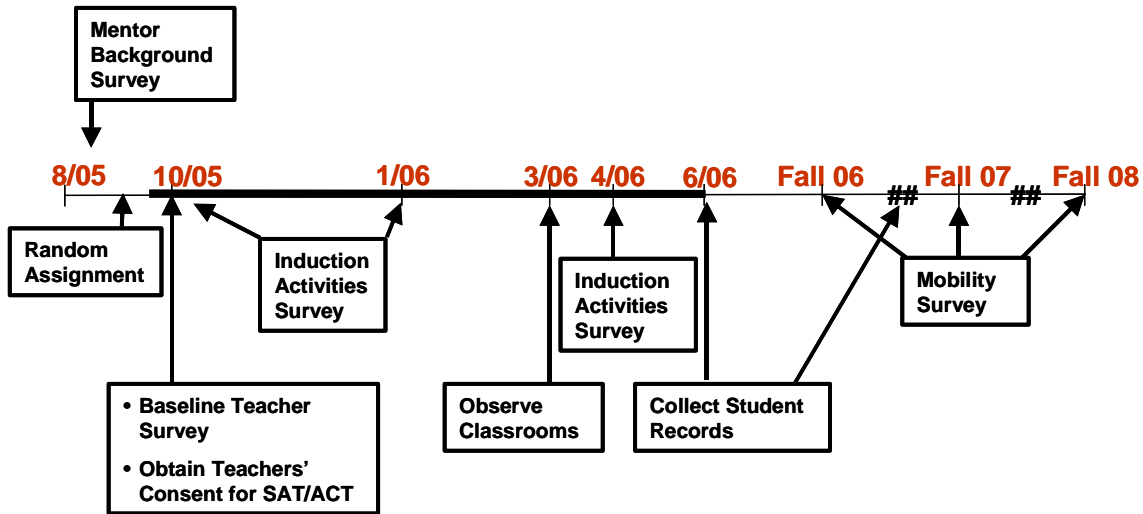 Mentor
Background
Survey
8/05
10/05
1/06
3/06
4/06
6/06
Fall 06
##
Fall 07
##
Fall 08
Random
Assignment
Induction
Activities
Survey
Induction
Activities
Survey
Mobility
Survey
• Baseline Teacher
Survey
• Obtain Teachers’
Consent for SAT/ACT
Observe
Classrooms
Collect Student
Records